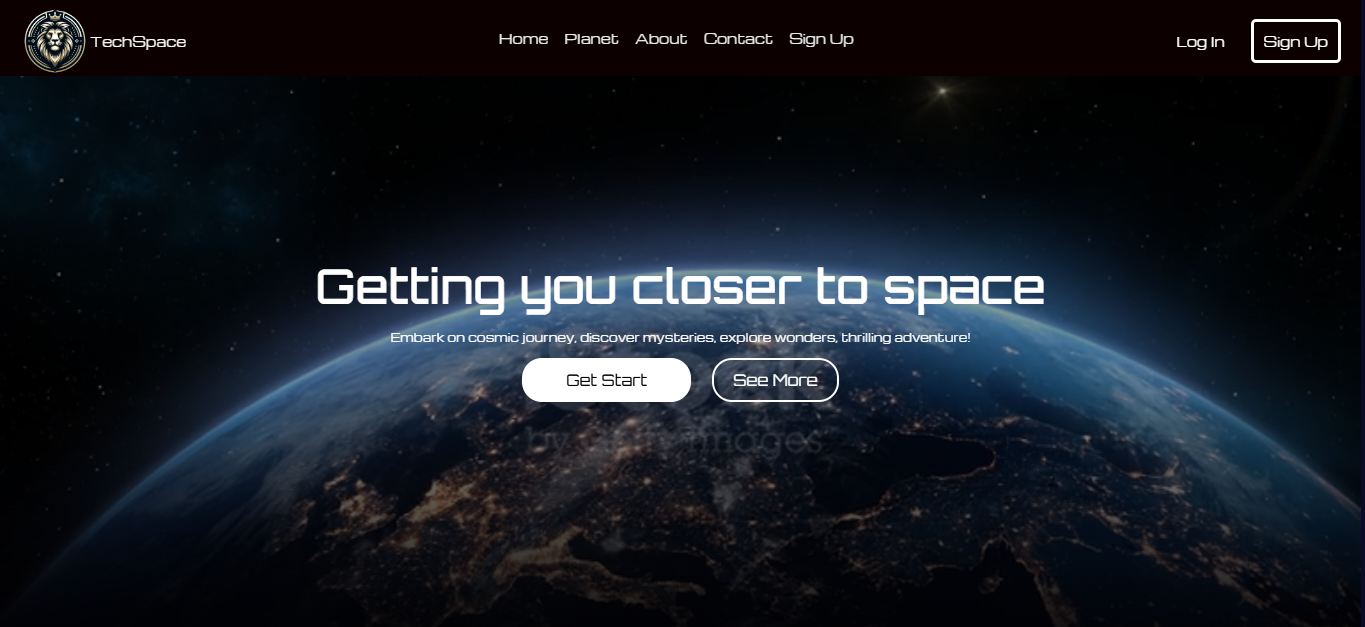 TechSpace
Home Planet About Contact Sign Up
Log In
Sign Up
Getting you closer to space
Embark on cosmic journey, discover mysteries, explore wonders, thrilling adventure!
Get Start
See More
by Getty Images